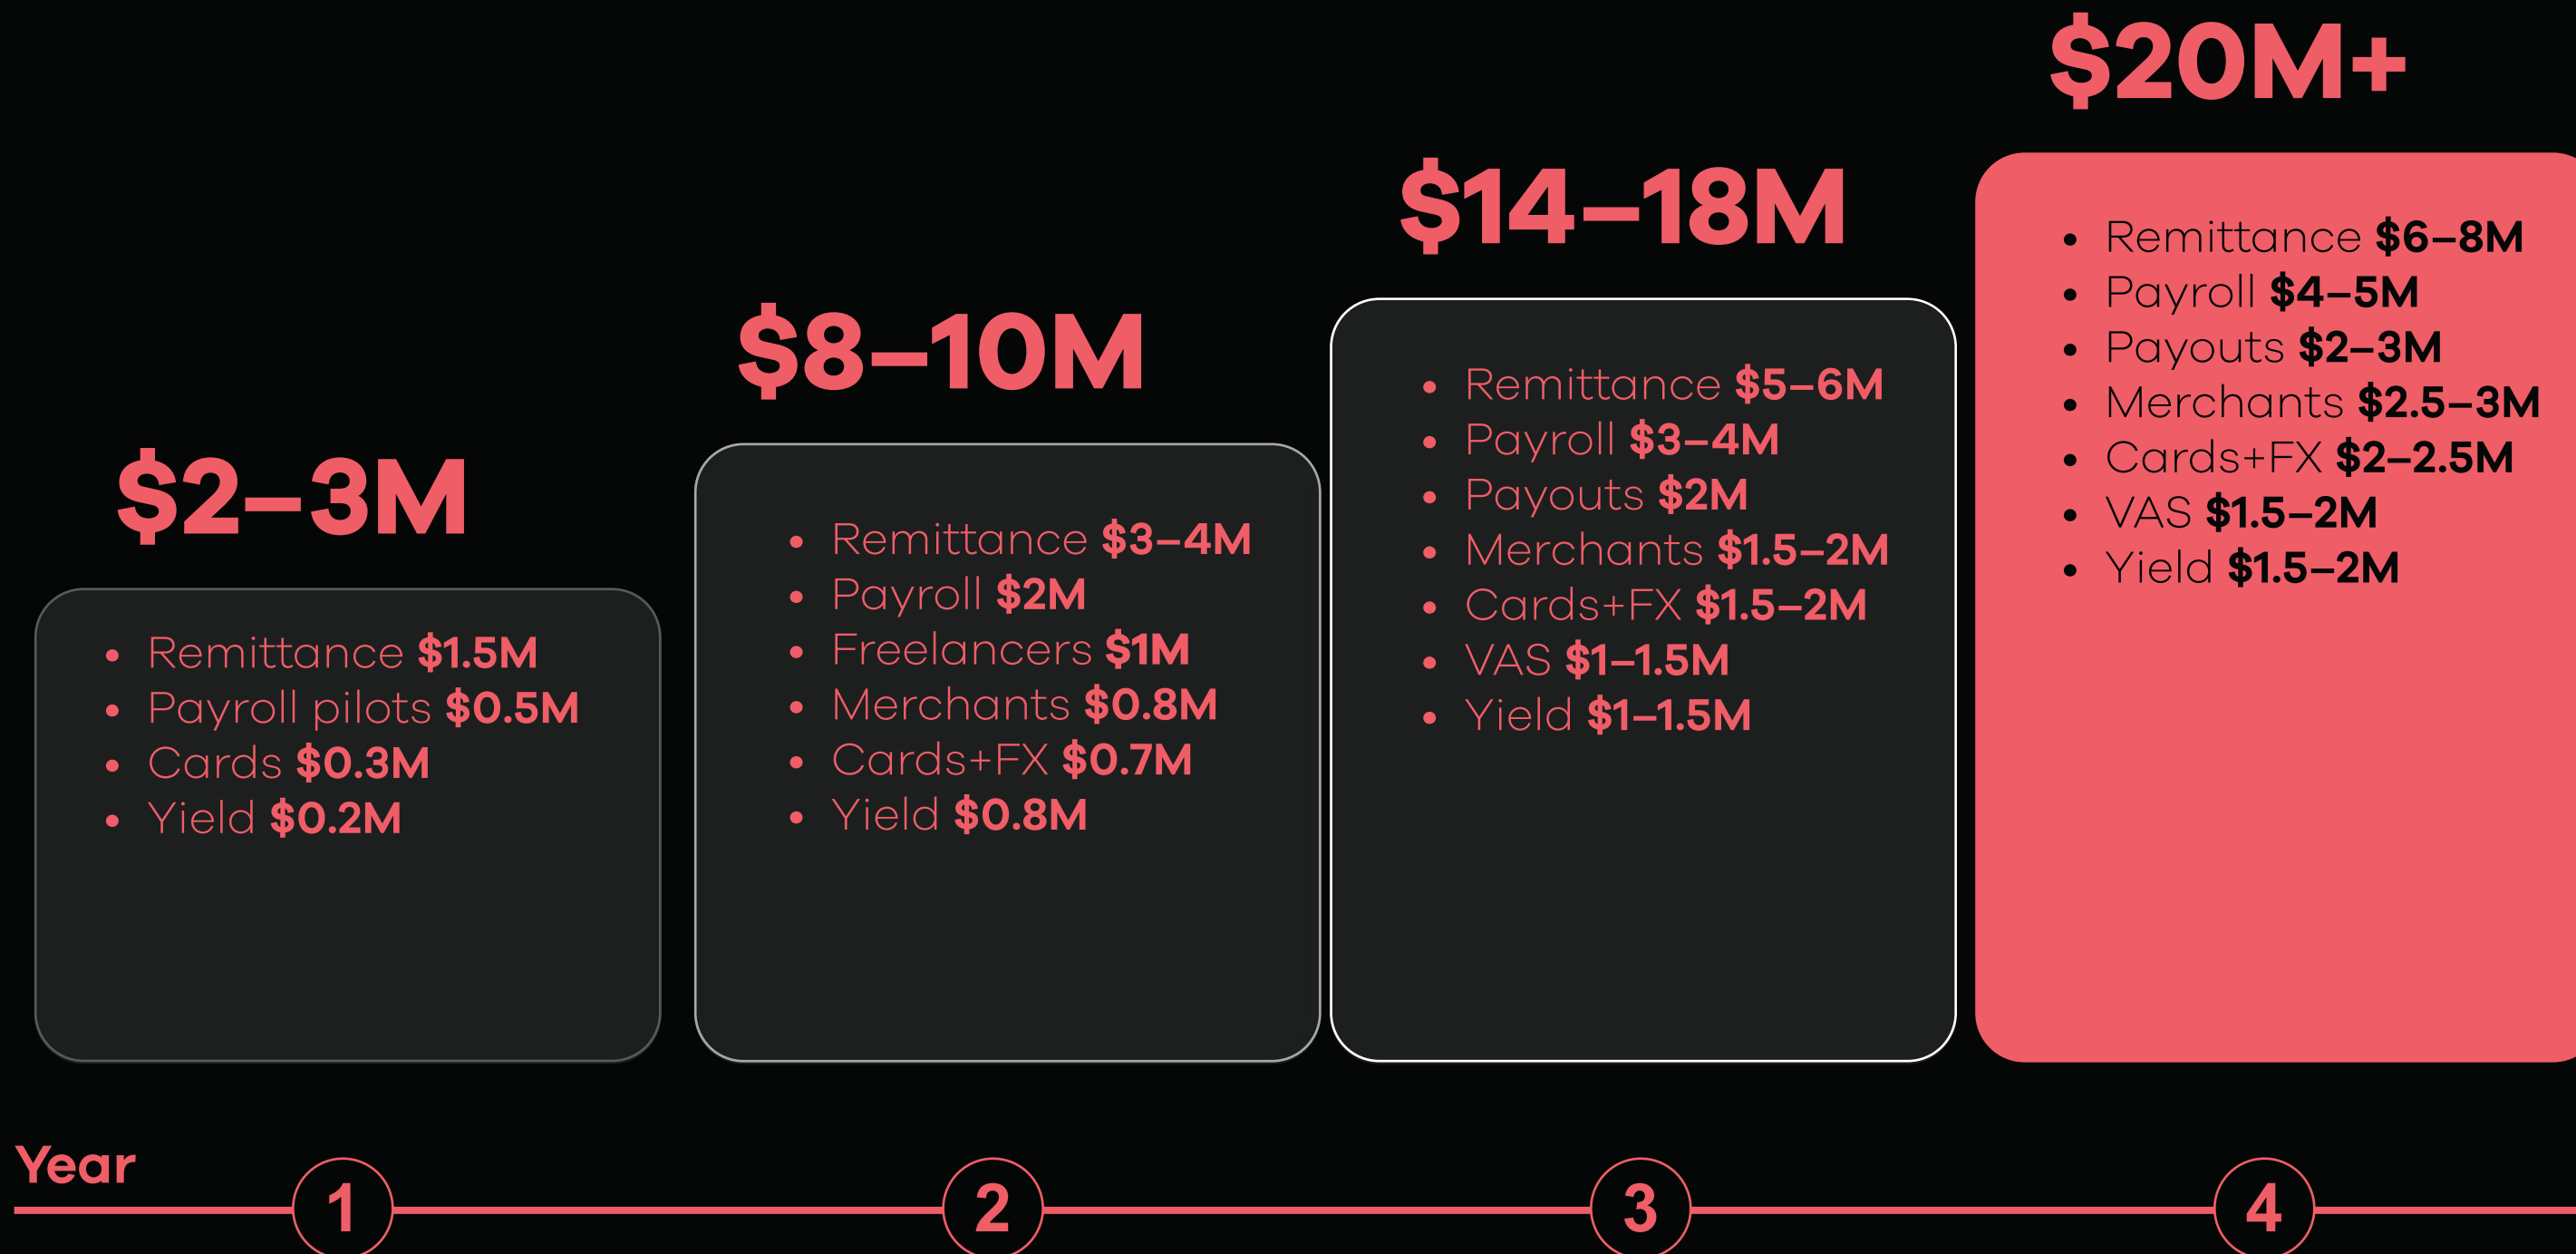 $2–3M
• Remittance $1.5M
• Payroll pilots $0.5M
• Cards $0.3M
• Yield $0.2M
$8–10M
• Remittance $3–4M
• Payroll $2M
• Freelancers $1M
• Merchants $0.8M
• Cards+FX $0.7M
• Yield $0.8M
$14–18M
• Remittance $5–6M
• Payroll $3–4M
• Payouts $2M
• Merchants $1.5–2M
• Cards+FX $1.5–2M
• VAS $1–1.5M
• Yield $1–1.5M
$20M+
• Remittance $6–8M
• Payroll $4–5M
• Payouts $2–3M
• Merchants $2.5–3M
• Cards+FX $2–2.5M
• VAS $1.5–2M
• Yield $1.5–2M
Year
1 2 3 4